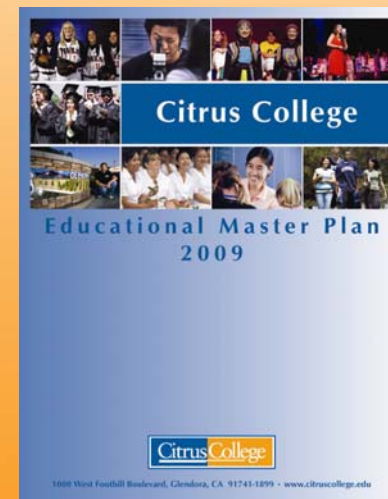 Citrus College
Educational Master Plan
2009
CitrusCollege
1000 West Foothill Boulevard, Glendora, CA 91741-1899 • www.citruscollege.edu